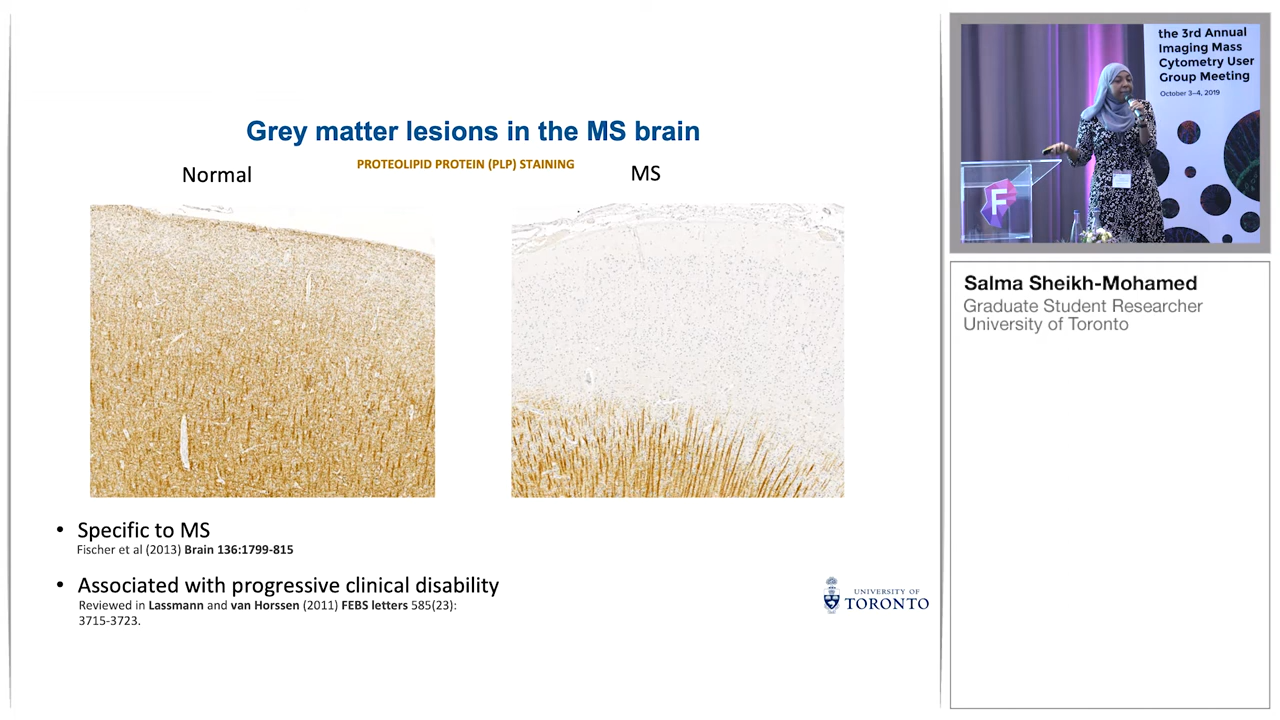 Grey matter lesions in the MS brain
PROTEOLIPID PROTEIN (PLP) STAINING
Normal
MS
• Specific to MS
Fischer et al (2013) Brain 136:1799-815
• Associated with progressive clinical disability
Reviewed in Lassmann and van Horssen (2011) FEBS letters 585(23):
3715-3723.
UNIVERSITY OF
TORONTO
the 3rd Annual
Imaging Mass
Cytometry User
Group Meeting
October 3–4, 2019
F
Salma Sheikh-Mohamed
Graduate Student Researcher
University of Toronto